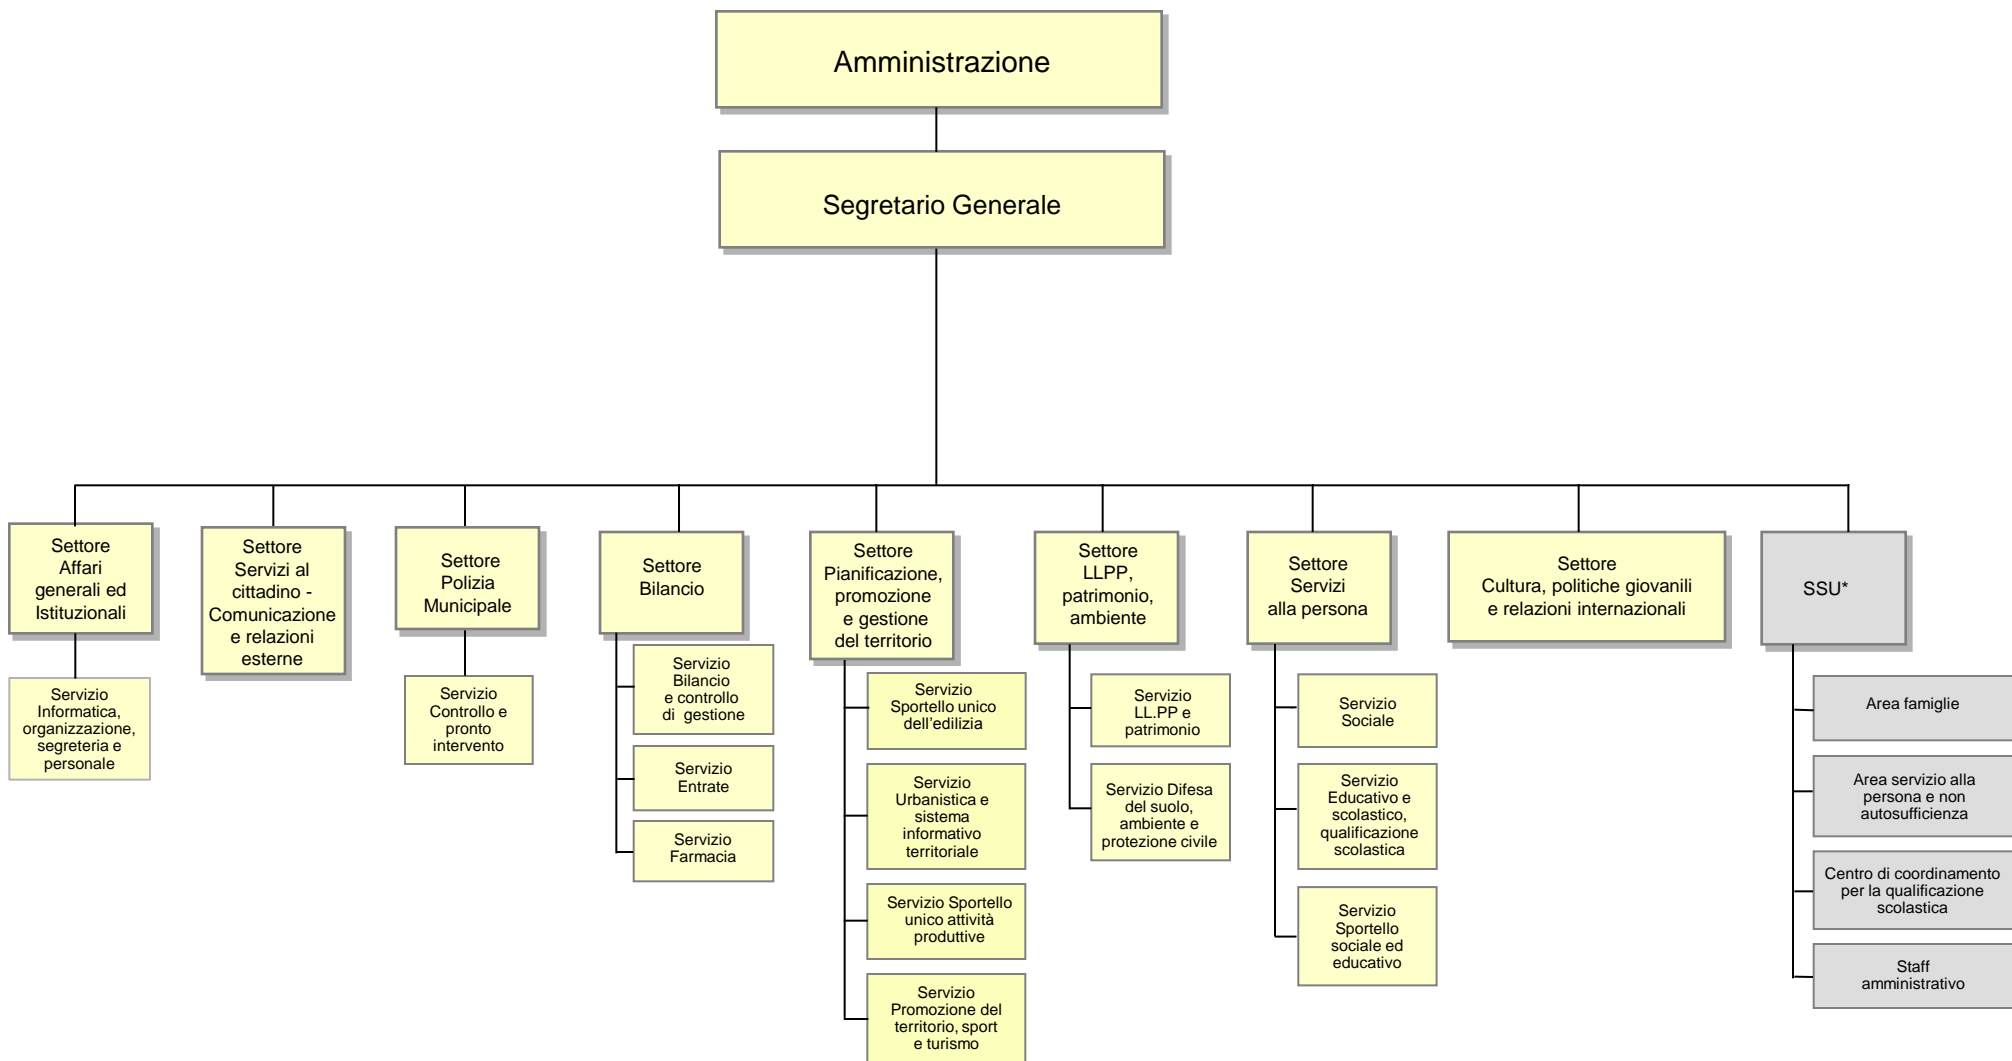 Amministrazione
Segretario Generale
Settore
Affari
generali ed
Istituzionali
Settore
Servizi al
cittadino -
Comunicazione
e relazioni
esterne
Settore
Polizia
Municipale
Settore
Bilancio
Settore
Pianificazione,
promozione
e gestione
del territorio
Settore
LLPP,
patrimonio,
ambiente
Settore
Servizi
alla persona
Settore
Cultura, politiche giovanili
e relazioni internazionali
SSU*
Servizio
Informatica,
organizzazione,
segreteria e
personale
Servizio
Controllo e
pronto
intervento
Servizio
Bilancio
e controllo
di gestione
Servizio
Entrate
Servizio
Farmacia
Servizio
Sportello unico
dell'edilizia
Servizio
Urbanistica e
sistema
informativo
territoriale
Servizio Sportello
unico attività
produttive
Servizio
Promozione del
territorio, sport
e turismo
Servizio
LL.PP e
patrimonio
Servizio Difesa
del suolo,
ambiente e
protezione civile
Servizio
Sociale
Servizio
Educativo e
scolastico,
qualificazione
scolastica
Servizio
Sportello
sociale ed
educativo
Area famiglie
Area servizio alla
persona e non
autosufficienza
Centro di coordinamento
per la qualificazione
scolastica
Staff
amministrativo